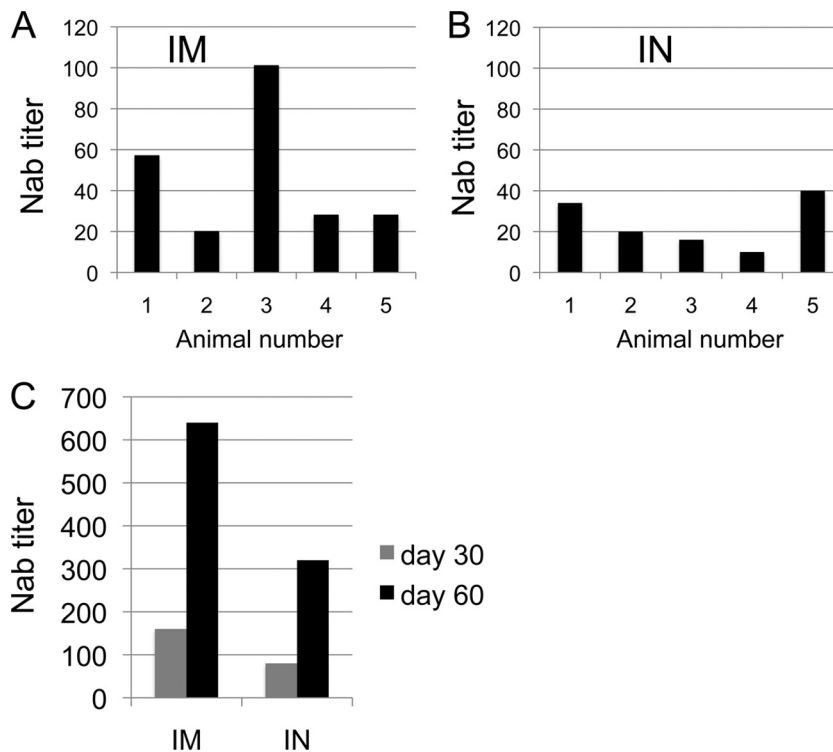 A
IM
Nab titer
120
100
80
60
40
20
0
1 2 3 4 5
Animal number
B
IN
Nab titer
120
100
80
60
40
20
0
1 2 3 4 5
Animal number
C
Nab titer
700
600
500
400
300
200
100
0
IM IN
day 30
day 60